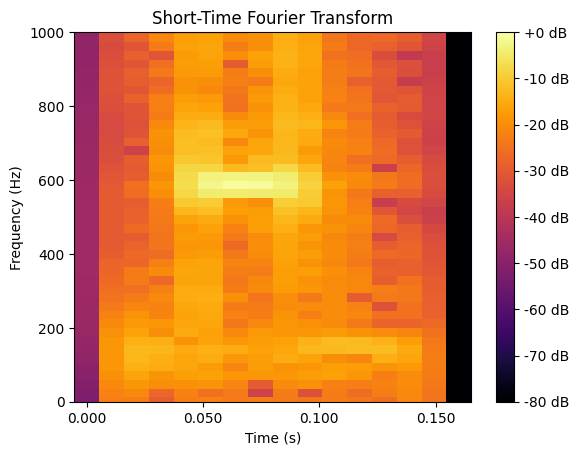 Short-Time Fourier Transform
1000
800
600
400
200
0
Frequency (Hz)
0.000
0.050
0.100
0.150
Time (s)
+0 dB
-10 dB
-20 dB
-30 dB
-40 dB
-50 dB
-60 dB
-70 dB
-80 dB